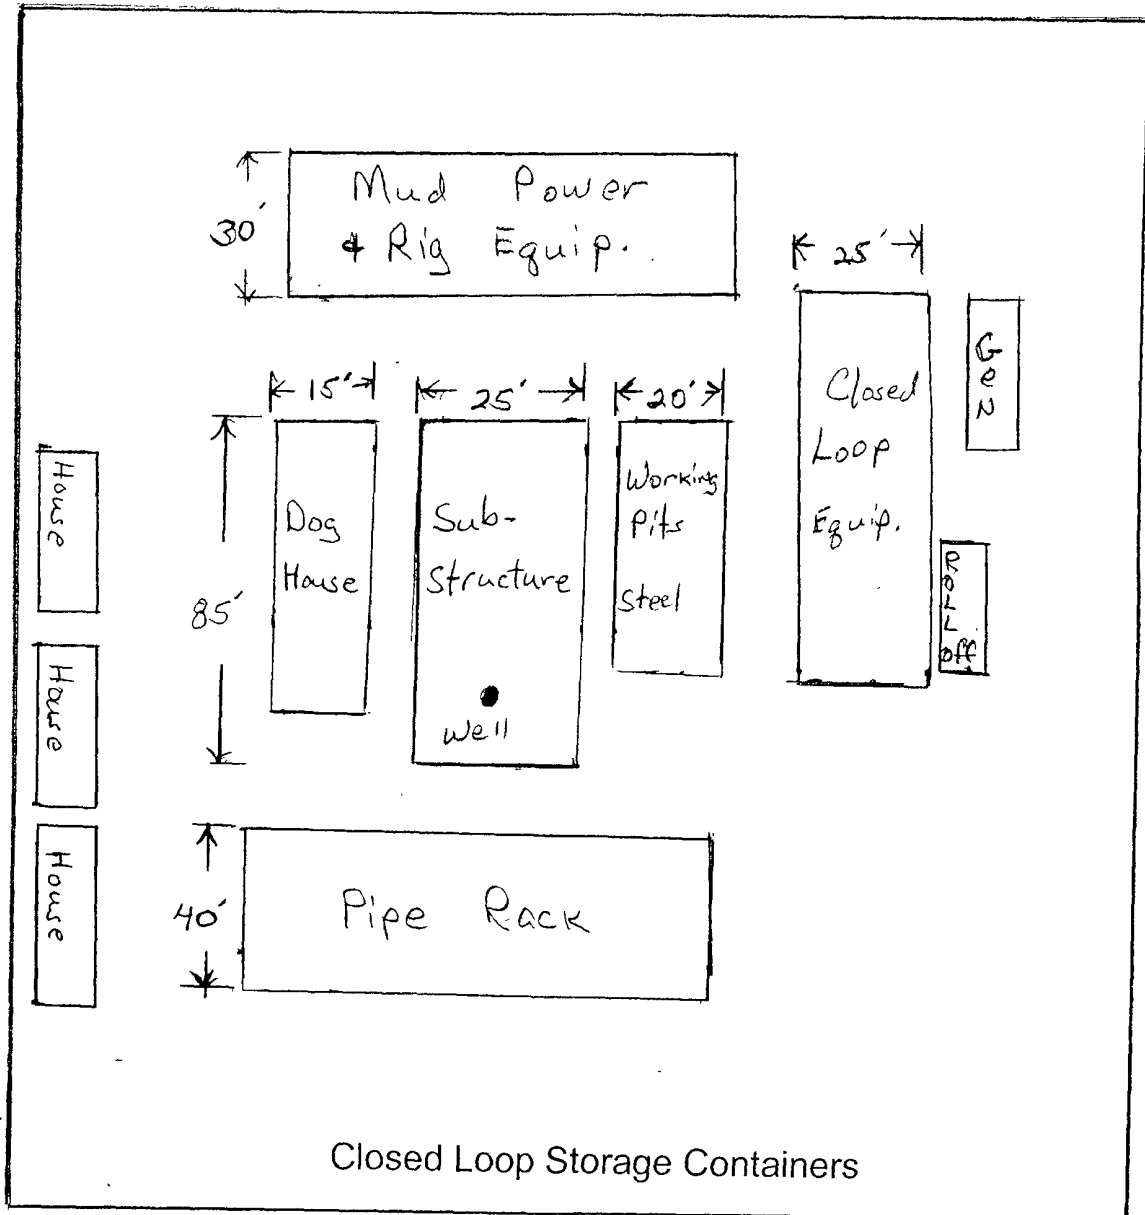 Mud Power
& Rig Equip.
30'
25'
Gen
15'
25'
20'
Closed
Loop
Equip.
House
Dog
House
Sub-
Structure
Working
Pits
Steel
85'
Roll
Off
Well
House
House
40'
Pipe Rack
Closed Loop Storage Containers